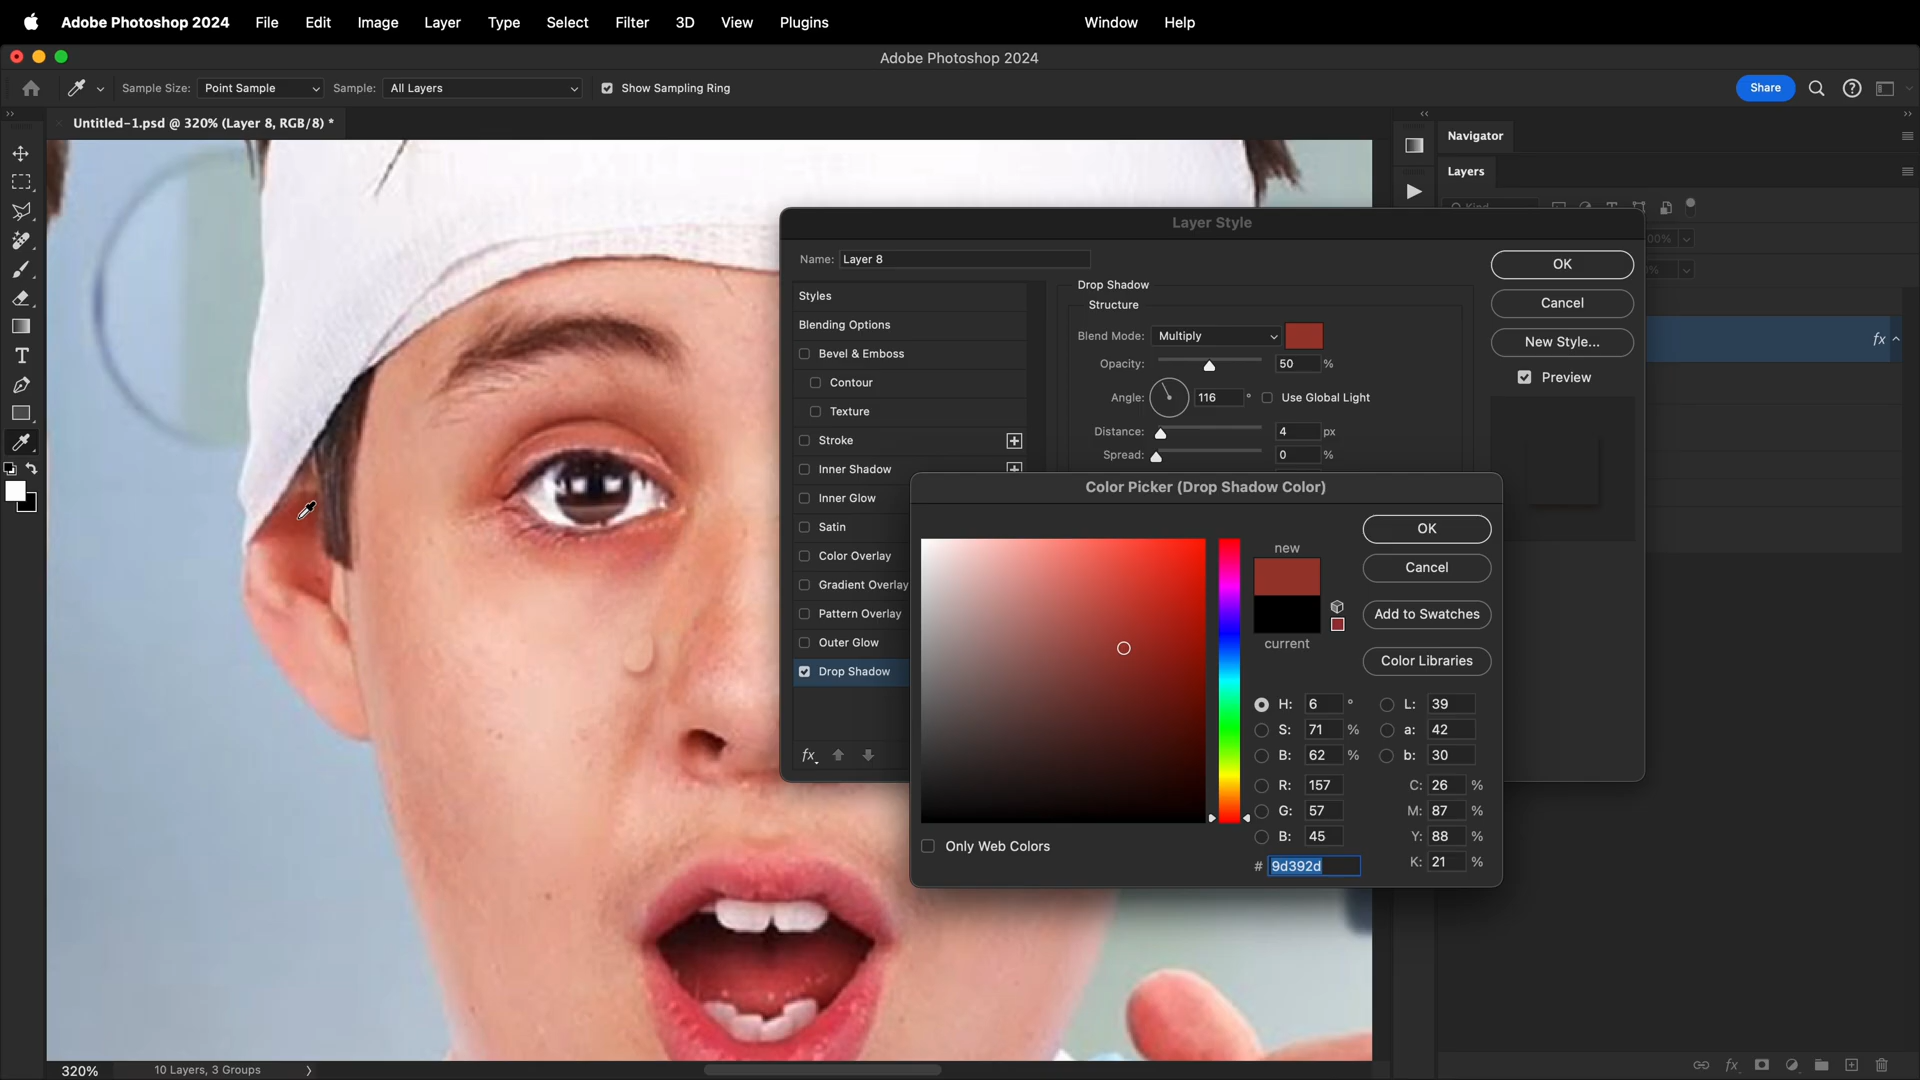 Adobe Photoshop 2024 File Edit Image Layer Type Select Filter 3D View Plugins Window Help
Adobe Photoshop 2024
Sample Size: Point Sample Sample: All Layers Show Sampling Ring Share
Untitled-1.psd @ 320% (Layer 8, RGB/8) *
Navigator
Layers
Layer Style
Name: Layer 8
Styles
Blending Options
Bevel & Emboss
Contour
Texture
Stroke
Inner Shadow
Inner Glow
Satin
Color Overlay
Gradient Overlay
Pattern Overlay
Outer Glow
Drop Shadow
fx
Drop Shadow
Structure
Blend Mode: Multiply
Opacity: 50 %
Angle: 116 ° Use Global Light
Distance: 4 px
Spread: 0 %
OK
Cancel
New Style...
Preview
fx
Color Picker (Drop Shadow Color)
new
current
OK
Cancel
Add to Swatches
Color Libraries
H: 6 ° L: 39
S: 71 % a: 42
B: 62 % b: 30
R: 157 C: 26 %
G: 57 M: 87 %
B: 45 Y: 88 %
# 9d392d K: 21 %
Only Web Colors
320% 10 Layers, 3 Groups
fx